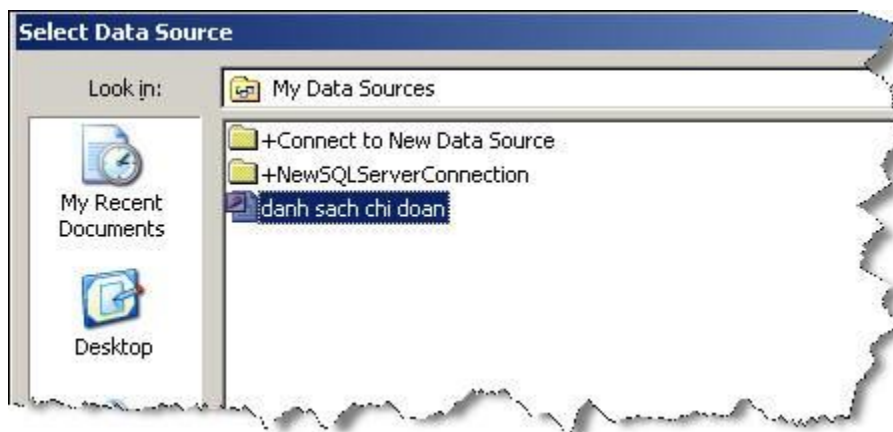 Select Data Source
Look in:
My Data Sources
+Connect to New Data Source
+NewSQLServerConnection
danh sach chi doan
My Recent
Documents
Desktop